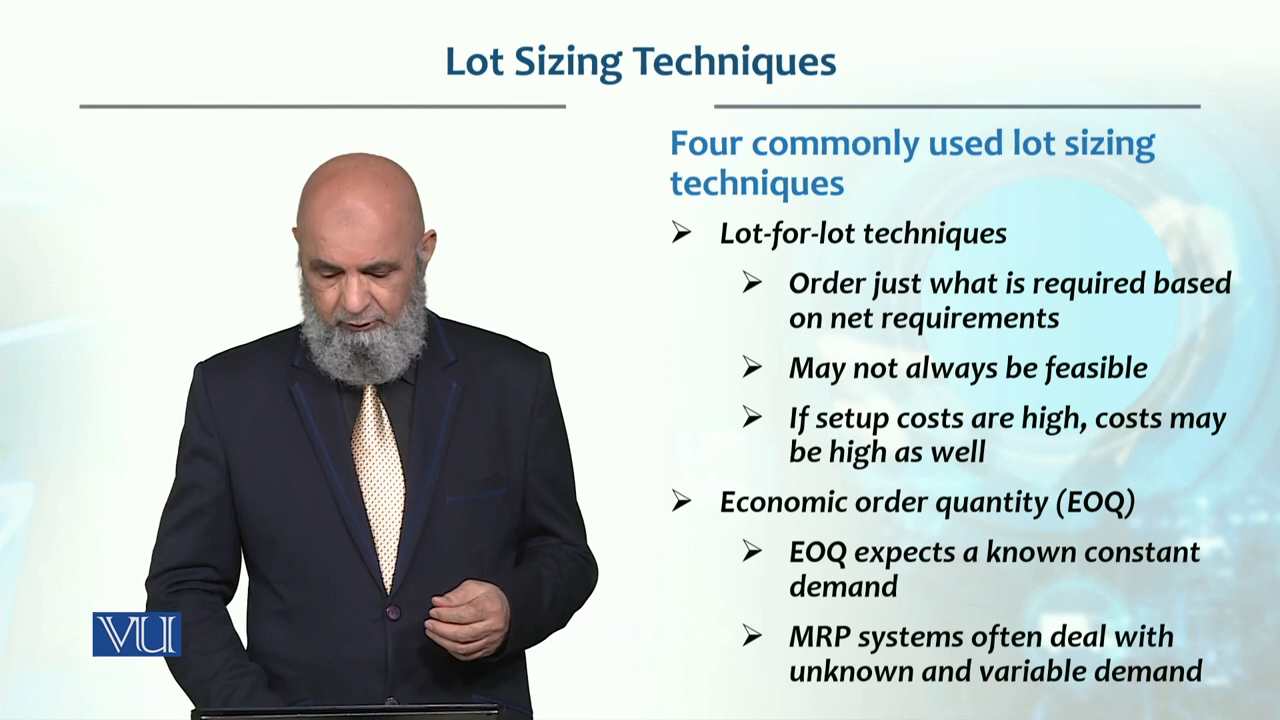 Lot Sizing Techniques
Four commonly used lot sizing
techniques
Lot-for-lot techniques
Order just what is required based
on net requirements
May not always be feasible
If setup costs are high, costs may
be high as well
Economic order quantity (EOQ)
EOQ expects a known constant
demand
MRP systems often deal with
unknown and variable demand
VU